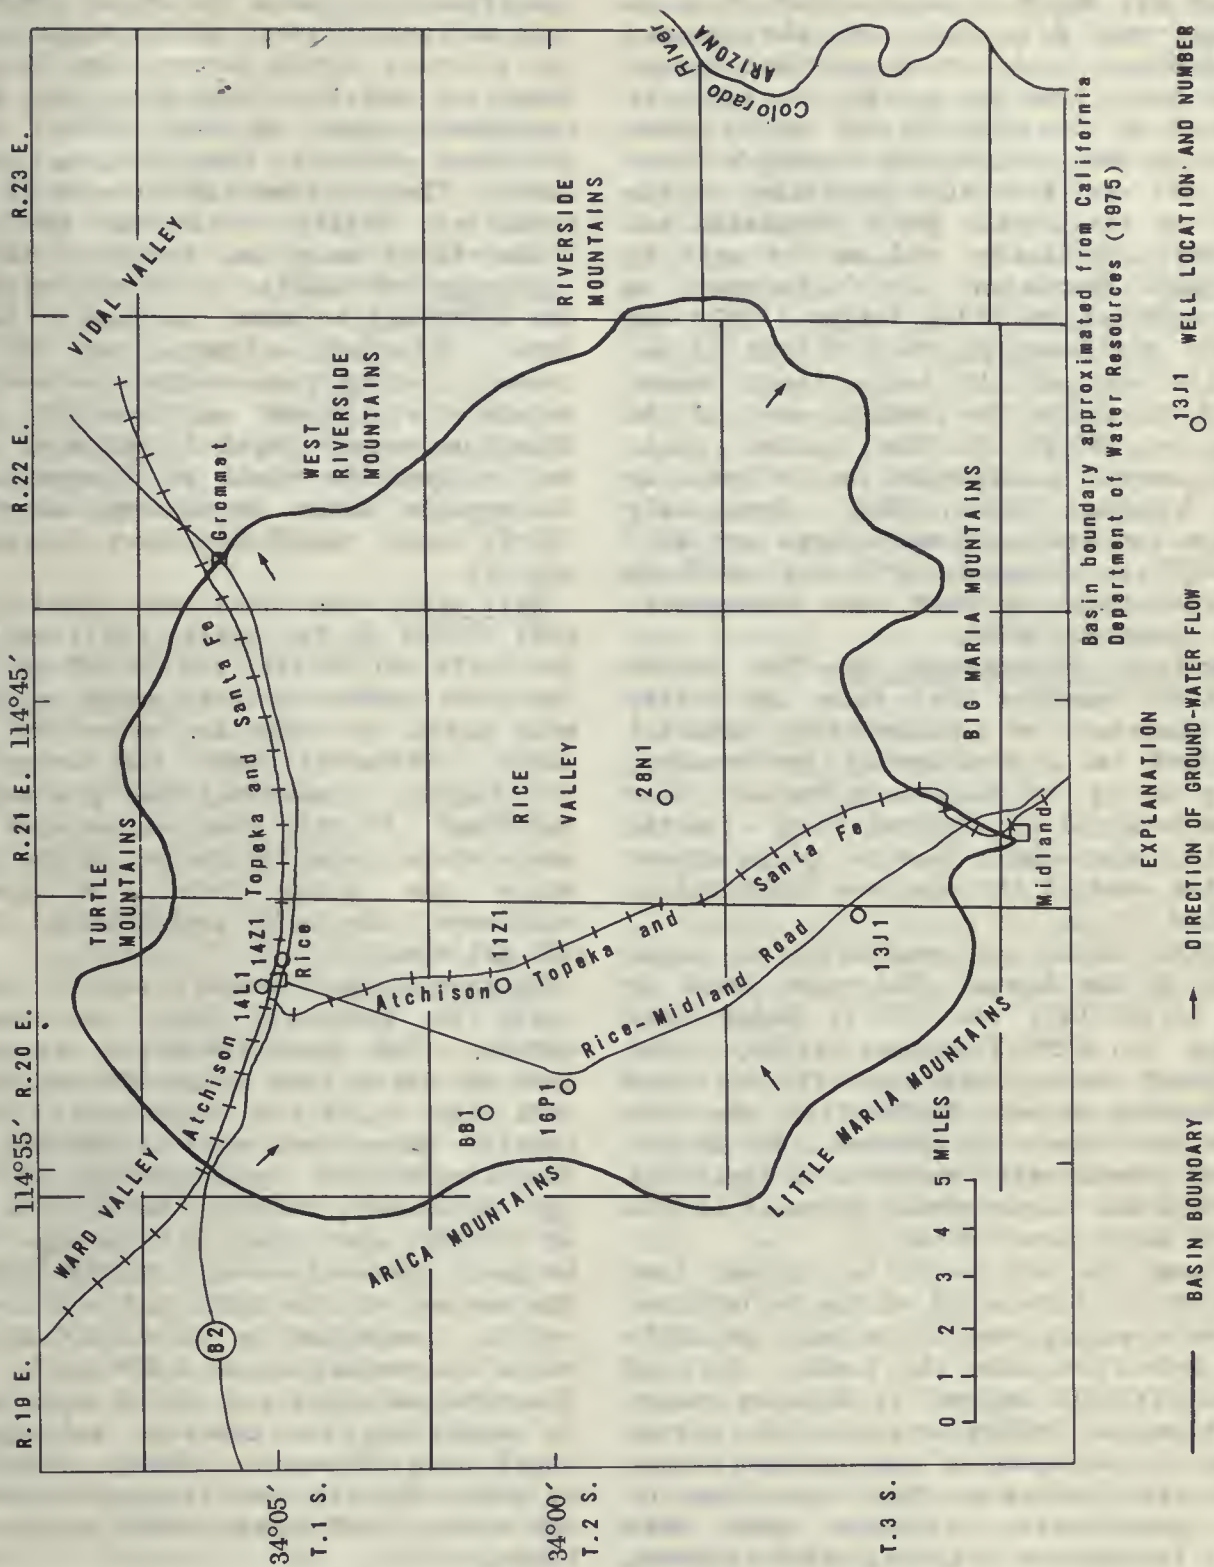 R.19 E.
114°55′
R.20 E.
R.21 E.
114°45′
R.22 E.
R.23 E.
WARD VALLEY
TURTLE
MOUNTAINS
VIDAL VALLEY
34°05′
T.1 S.
82
Atchison
14L1
14Z1
Topeka and Santa Fe
Rice
Grommat
WEST
RIVERSIDE
MOUNTAINS
ARICA MOUNTAINS
8B1
Atchison
11Z1
Topeka and
Santa Fe
RICE
VALLEY
RIVERSIDE
MOUNTAINS
34°00′
T.2 S.
16P1
Rice-Midland Road
28N1
River
ARIZONA
Colorado
LITTLE MARIA MOUNTAINS
13J1
T.3 S.
0 1 2 3 4 5 MILES
BIG MARIA MOUNTAINS
Midland
Basin boundary approximated from California
Department of Water Resources (1975)
EXPLANATION
BASIN BOUNDARY
DIRECTION OF GROUND-WATER FLOW
13J1
WELL LOCATION AND NUMBER